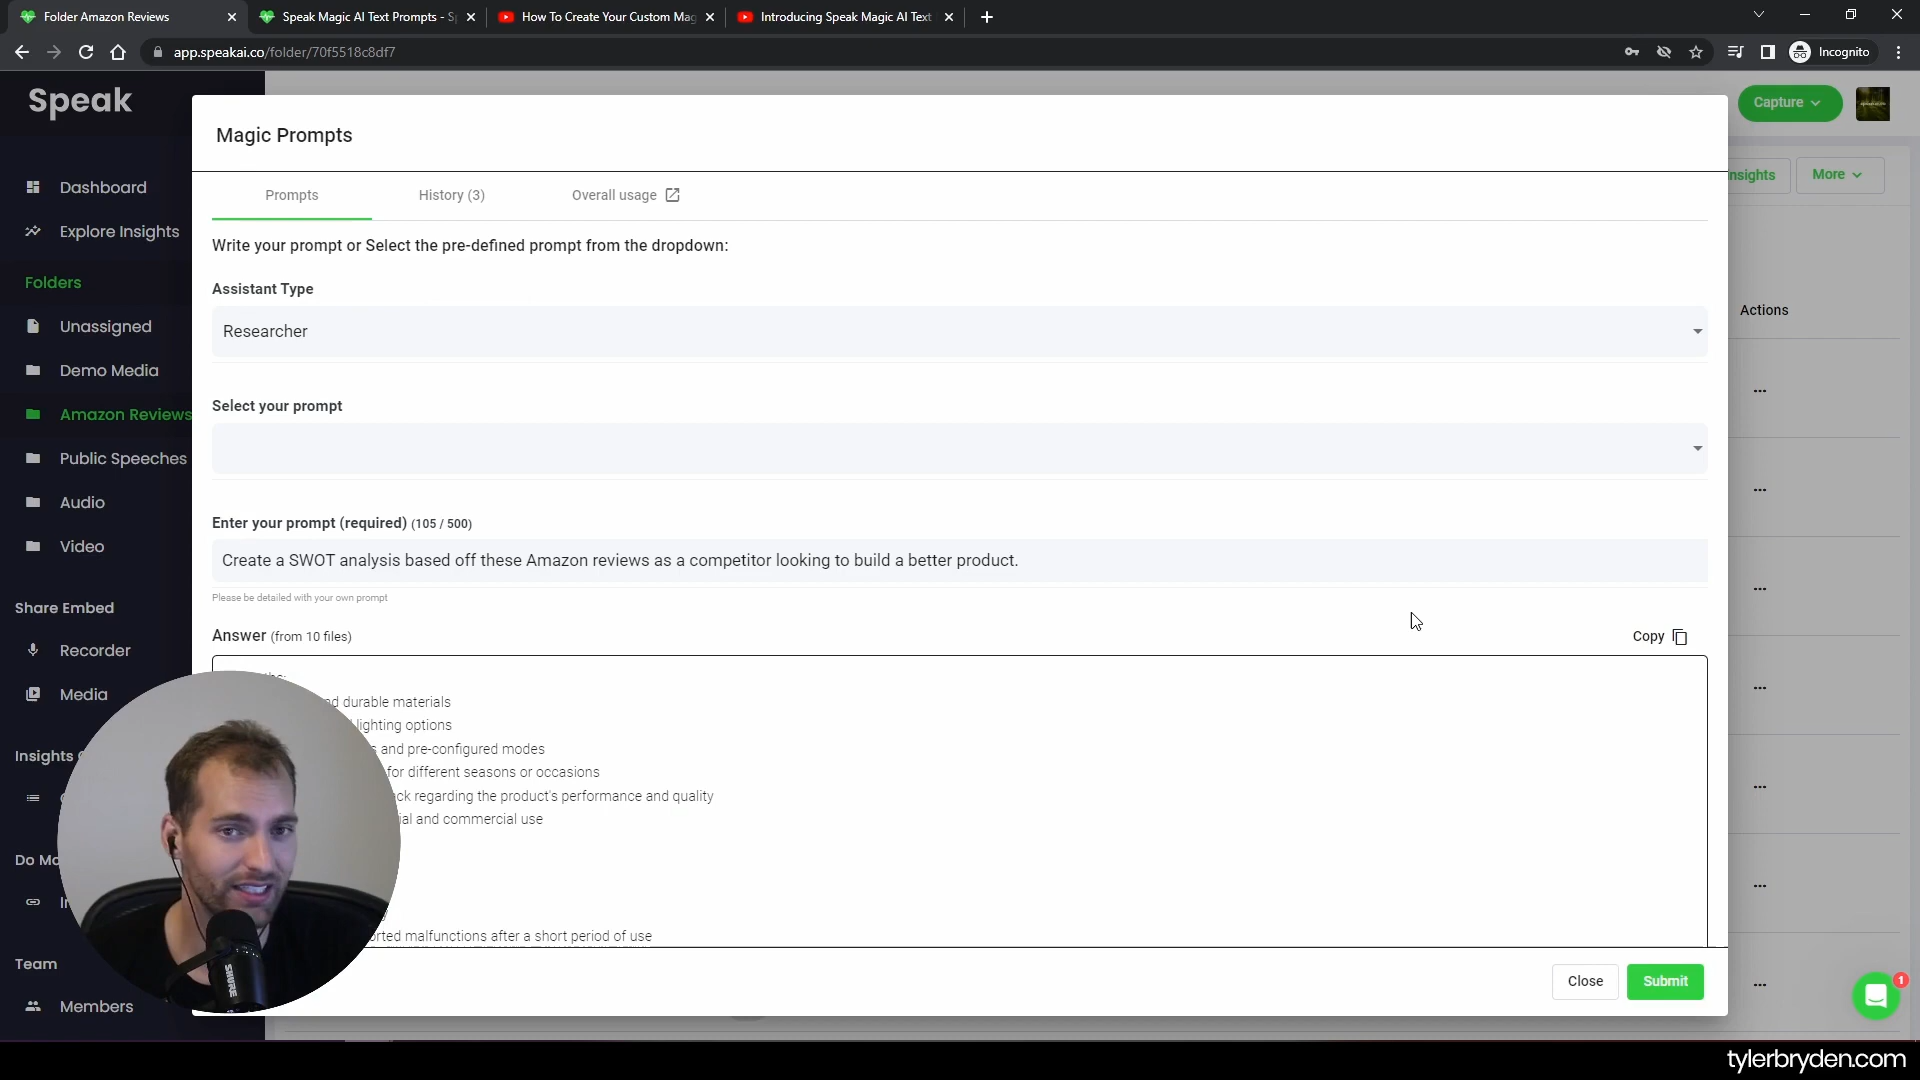 Folder Amazon Reviews
Speak Magic AI Text Prompts - S
How To Create Your Custom Mag
Introducing Speak Magic AI Text
app.speakai.co/folder/70f5518c8df7
Incognito
Speak
Capture
Magic Prompts
Dashboard
Prompts
History (3)
Overall usage
nsights
More
Explore Insights
Write your prompt or Select the pre-defined prompt from the dropdown:
Folders
Assistant Type
Actions
Unassigned
Researcher
Demo Media
Select your prompt
Amazon Reviews
Public Speeches
Audio
Enter your prompt (required) (105 / 500)
Video
Create a SWOT analysis based off these Amazon reviews as a competitor looking to build a better product.
Please be detailed with your own prompt
Share Embed
Answer (from 10 files)
Copy
Recorder
Media
nd durable materials
lighting options
Insights
and pre-configured modes
for different seasons or occasions
regarding the product's performance and quality
and commercial use
Do Mo
malfunctions after a short period of use
Team
Close
Submit
1
Members
SHURE
tylerbryden.com